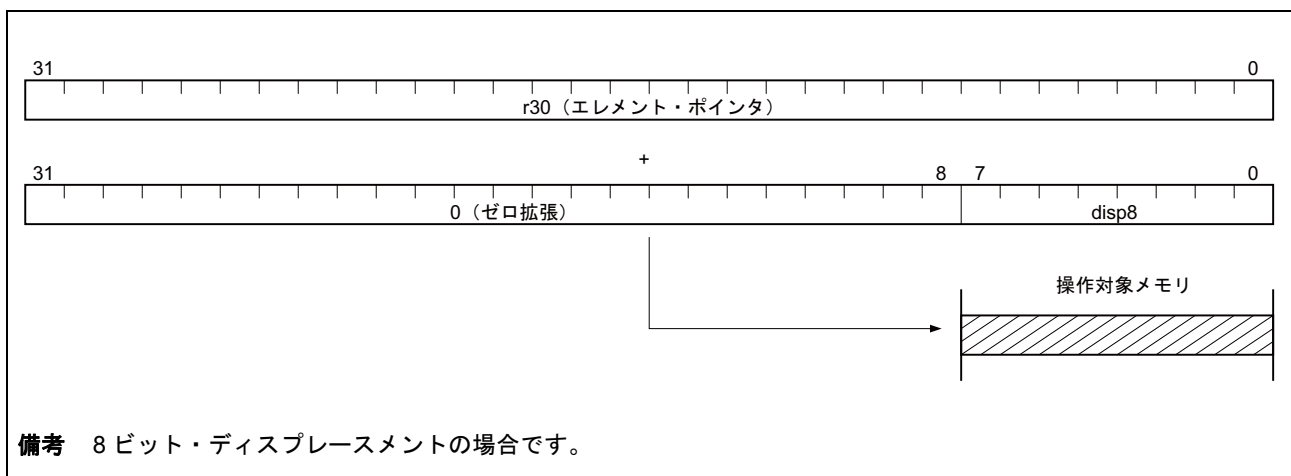 31 0
r30（エレメント・ポインタ）
+
31 8 7 0
0（ゼロ拡張） disp8
操作対象メモリ
備考 8 ビット・ディスプレースメントの場合です。